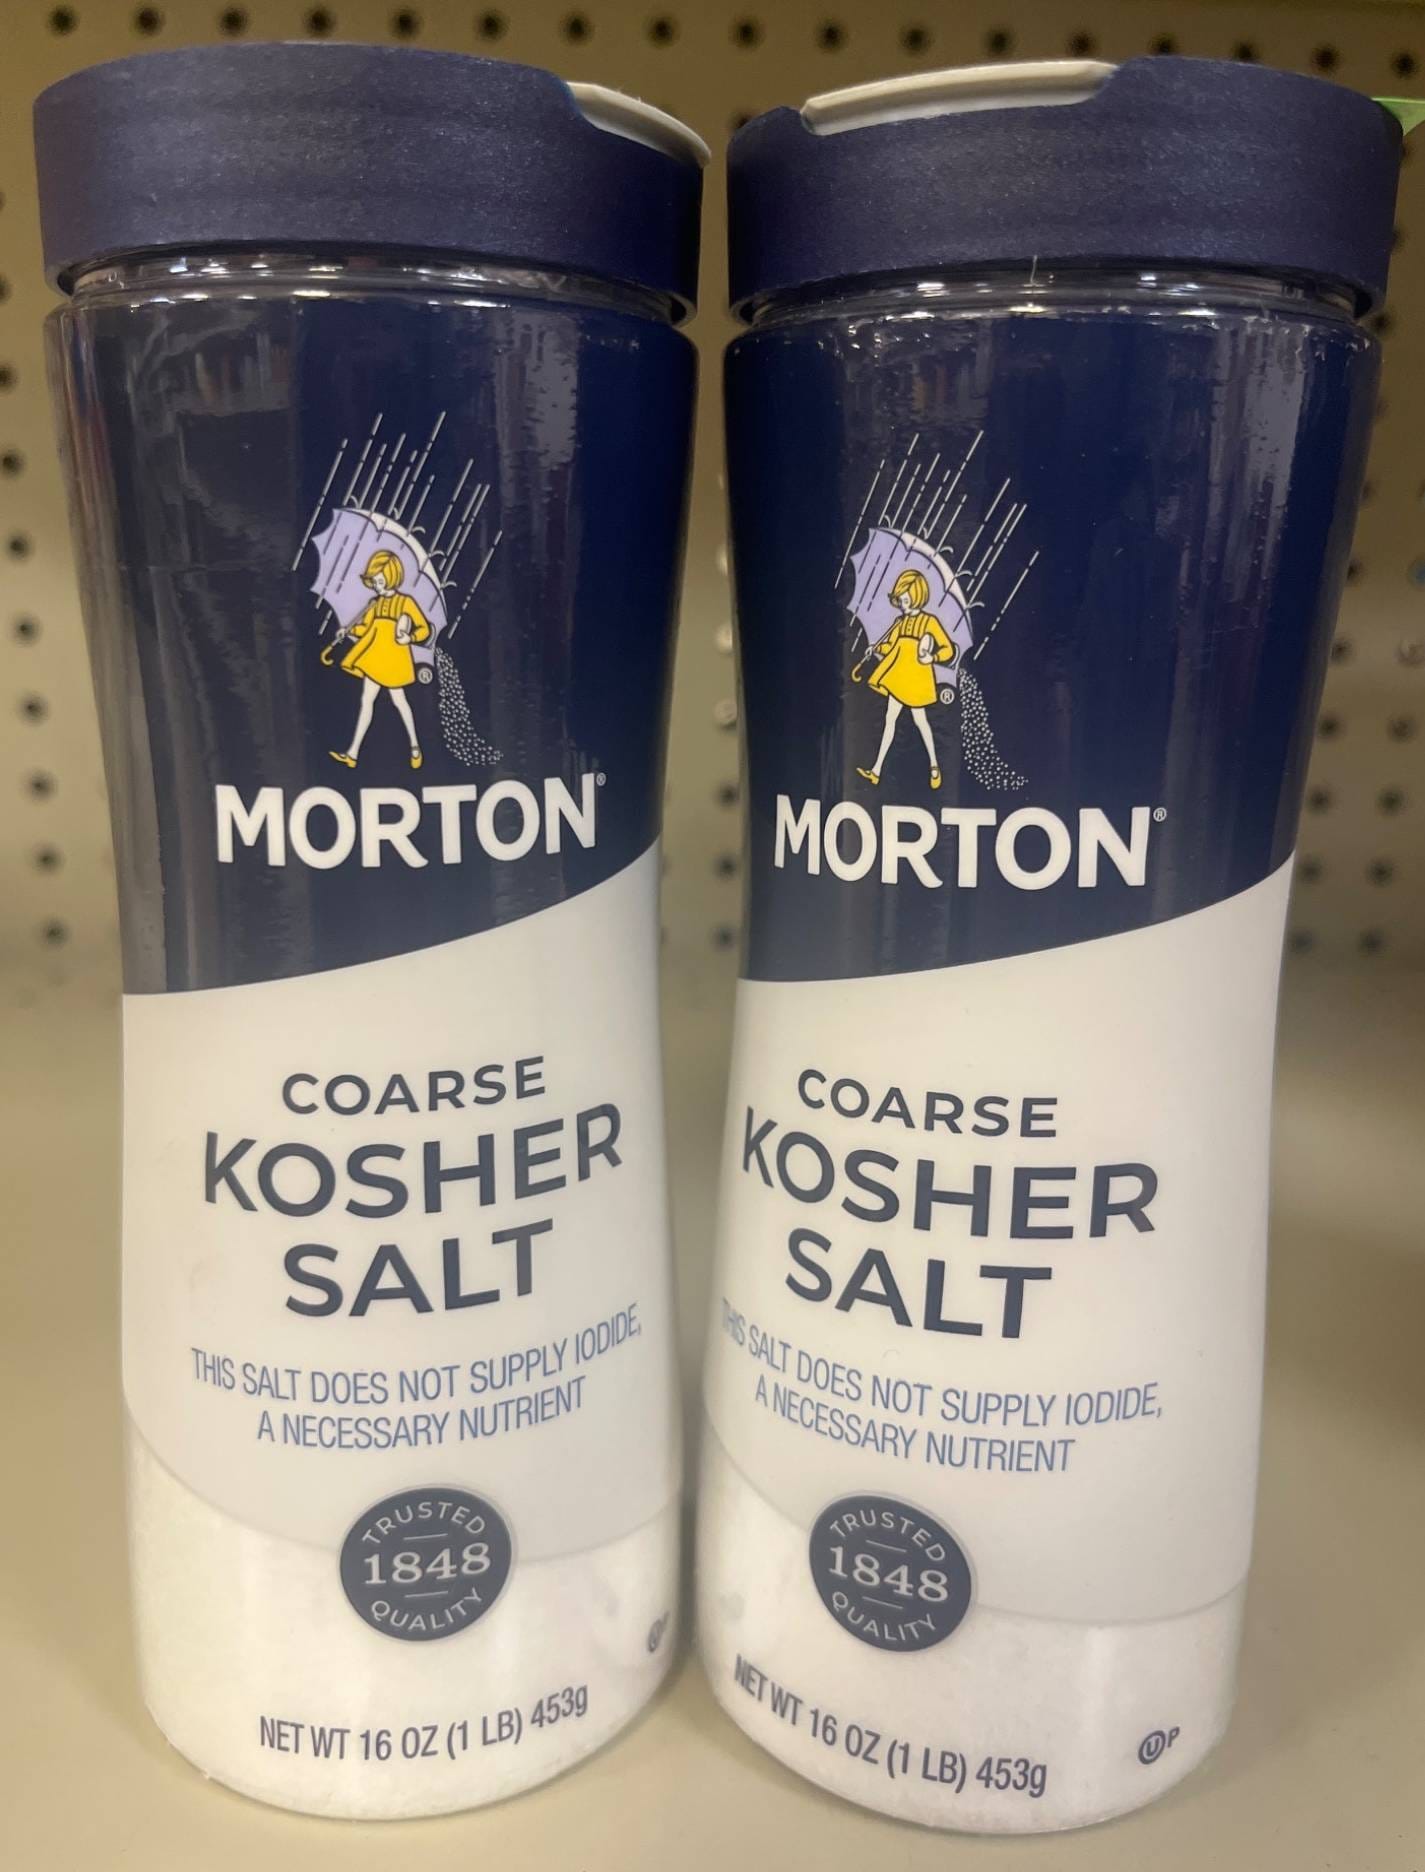 MORTON®
COARSE
KOSHER
SALT
THIS SALT DOES NOT SUPPLY IODIDE,
A NECESSARY NUTRIENT
TRUSTED
1848
QUALITY
NET WT 16 OZ (1 LB) 453g
U P
MORTON®
COARSE
KOSHER
SALT
THIS SALT DOES NOT SUPPLY IODIDE,
A NECESSARY NUTRIENT
TRUSTED
1848
QUALITY
NET WT 16 OZ (1 LB) 453g
U P